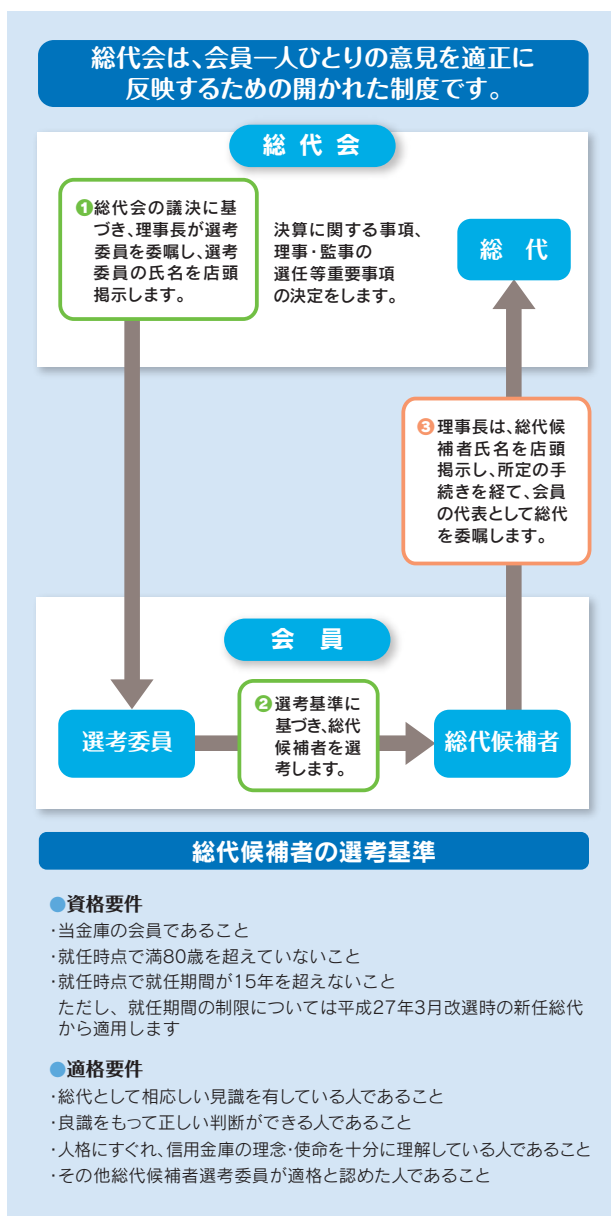 総代会は、会員一人ひとりの意見を適正に
反映するための開かれた制度です。
総代会
❶総代会の議決に基
づき、理事長が選考
委員を委嘱し、選考
委員の氏名を店頭
掲示します。
決算に関する事項、
理事・監事の
選任等重要事項
の決定をします。
総代
❸理事長は、総代候
補者氏名を店頭
掲示し、所定の手
続きを経て、会員
の代表として総代
を委嘱します。
会員
選考委員
❷選考基準に
基づき、総代
候補者を選
考します。
総代候補者
総代候補者の選考基準
●資格要件
・当金庫の会員であること
・就任時点で満80歳を超えていないこと
・就任時点で就任期間が15年を超えないこと
ただし、就任期間の制限については平成27年3月改選時の新任総代
から適用します
●適格要件
・総代として相応しい見識を有している人であること
・良識をもって正しい判断ができる人であること
・人格にすぐれ、信用金庫の理念・使命を十分に理解している人であること
・その他総代候補者選考委員が適格と認めた人であること